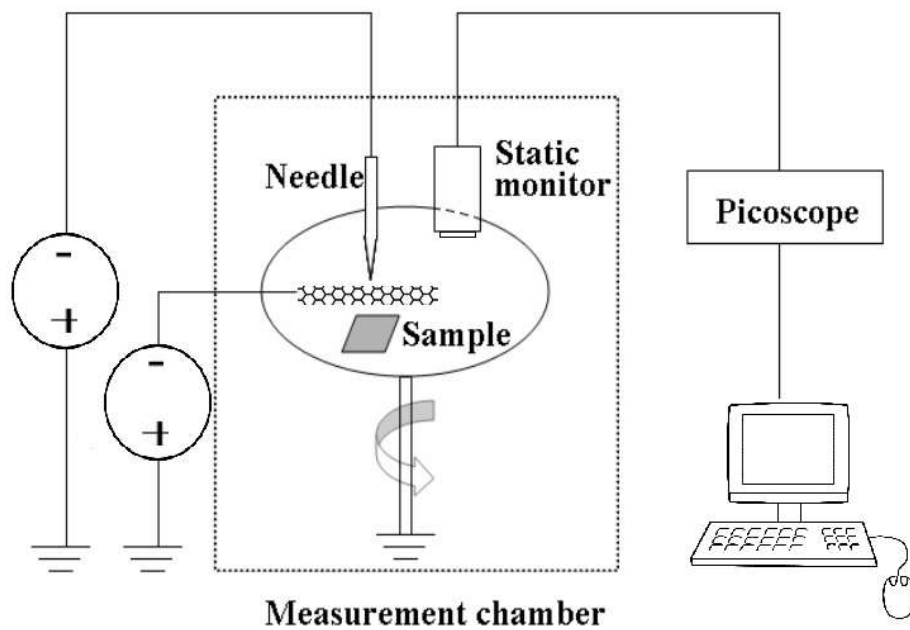 Needle
Static
monitor
Picoscope
-
+
-
+
Sample
Measurement chamber